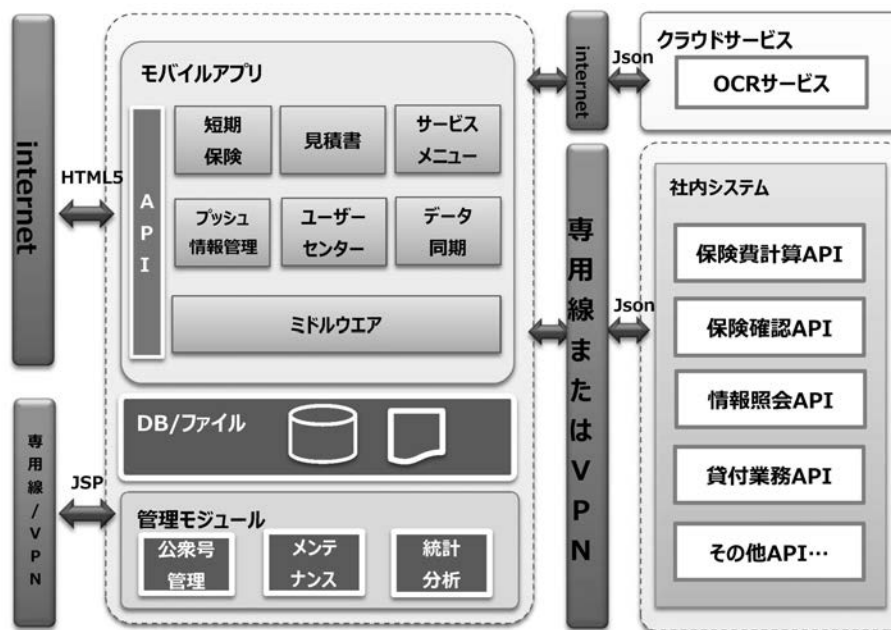 internet
HTML5
モバイルアプリ
API
短期
保険
見積書
サービス
メニュー
プッシュ
情報管理
ユーザー
センター
データ
同期
ミドルウエア
DB/ファイル
専用線/VPN
JSP
管理モジュール
公衆号
管理
メンテ
ナンス
統計
分析
internet
Json
クラウドサービス
OCRサービス
専用線またはVPN
Json
社内システム
保険費計算API
保険確認API
情報照会API
貸付業務API
その他API…